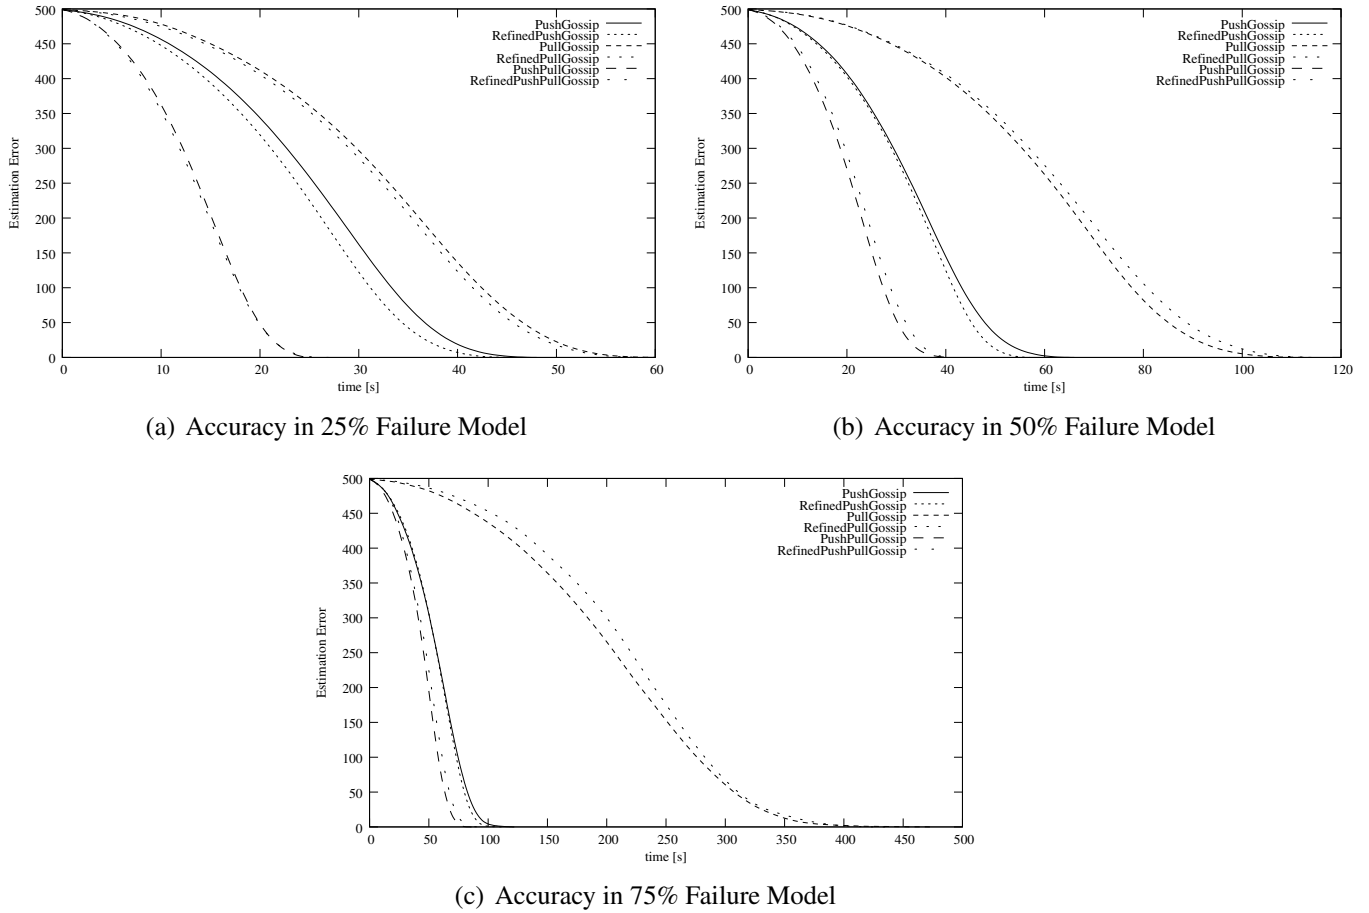 500
450
400
350
300
250
200
150
100
50
0
Estimation Error
PushGossip
RefinedPushGossip
PullGossip
RefinedPullGossip
PushPullGossip
RefinedPushPullGossip
0 10 20 30 40 50 60
time [s]
(a) Accuracy in 25% Failure Model
500
450
400
350
300
250
200
150
100
50
0
Estimation Error
PushGossip
RefinedPushGossip
PullGossip
RefinedPullGossip
PushPullGossip
RefinedPushPullGossip
0 20 40 60 80 100 120
time [s]
(b) Accuracy in 50% Failure Model
500
450
400
350
300
250
200
150
100
50
0
Estimation Error
PushGossip
RefinedPushGossip
PullGossip
RefinedPullGossip
PushPullGossip
RefinedPushPullGossip
0 50 100 150 200 250 300 350 400 450 500
time [s]
(c) Accuracy in 75% Failure Model